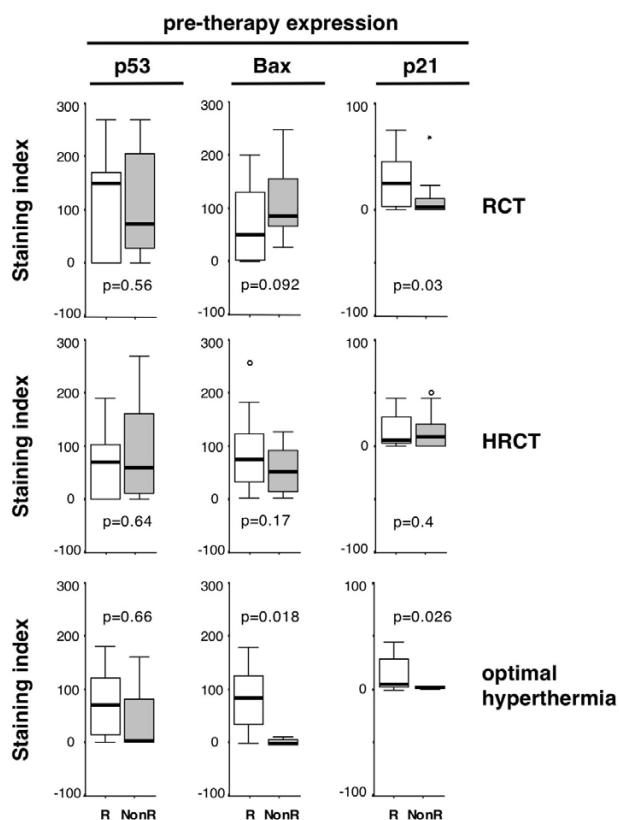 pre-therapy expression
p53 Bax p21
300 300 100
200 200
100 100 0
0 0
-100 -100 -100
Staining index
p=0.56 p=0.092 p=0.03
RCT
300 300 100
200 200
100 100 0
0 0
-100 -100 -100
Staining index
p=0.64 p=0.17 p=0.4
HRCT
300 300 100
200 200
100 100 0
0 0
-100 -100 -100
Staining index
p=0.66 p=0.018 p=0.026
optimal
hyperthermia
R NonR R NonR R NonR